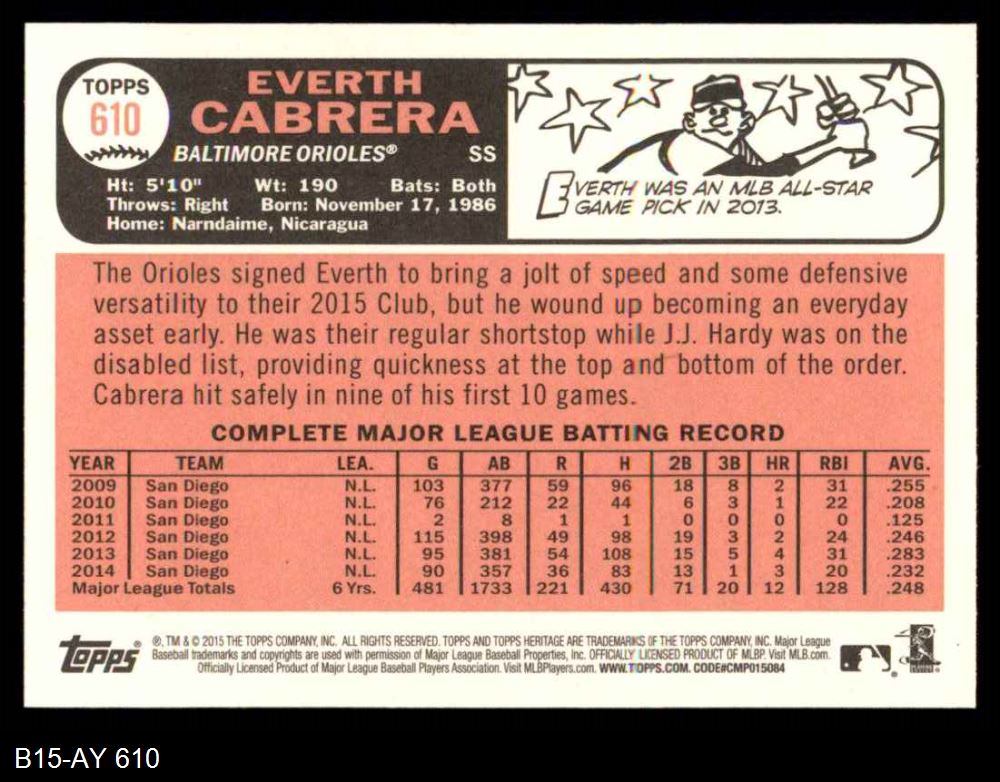 TOPPS
610
EVERTH
CABRERA
BALTIMORE ORIOLES® SS
Ht: 5'10" Wt: 190 Bats: Both
Throws: Right Born: November 17, 1986
Home: Narndaime, Nicaragua
EVERTH WAS AN MLB ALL-STAR
GAME PICK IN 2013.
The Orioles signed Everth to bring a jolt of speed and some defensive
versatility to their 2015 Club, but he wound up becoming an everyday
asset early. He was their regular shortstop while J.J. Hardy was on the
disabled list, providing quickness at the top and bottom of the order.
Cabrera hit safely in nine of his first 10 games.
COMPLETE MAJOR LEAGUE BATTING RECORD
YEAR TEAM LEA. G AB R H 2B 3B HR RBI AVG.
2009 San Diego N.L. 103 377 59 96 18 8 2 31 .255
2010 San Diego N.L. 76 212 22 44 6 3 1 22 .208
2011 San Diego N.L. 2 8 1 1 0 0 0 0 .125
2012 San Diego N.L. 115 398 49 98 19 3 2 24 .246
2013 San Diego N.L. 95 381 54 108 15 5 4 31 .283
2014 San Diego N.L. 90 357 36 83 13 1 3 20 .232
Major League Totals 6 Yrs. 481 1733 221 430 71 20 12 128 .248
Topps®
®, TM & © 2015 THE TOPPS COMPANY, INC. ALL RIGHTS RESERVED. TOPPS AND TOPPS HERITAGE ARE TRADEMARKS OF THE TOPPS COMPANY, INC. Major League
Baseball trademarks and copyrights are used with permission of Major League Baseball Properties, Inc. OFFICIALLY LICENSED PRODUCT OF MLBP. Visit MLB.com.
Officially Licensed Product of Major League Baseball Players Association. Visit MLBPlayers.com. WWW.TOPPS.COM. CODE#CMP015084
B15-AY 610